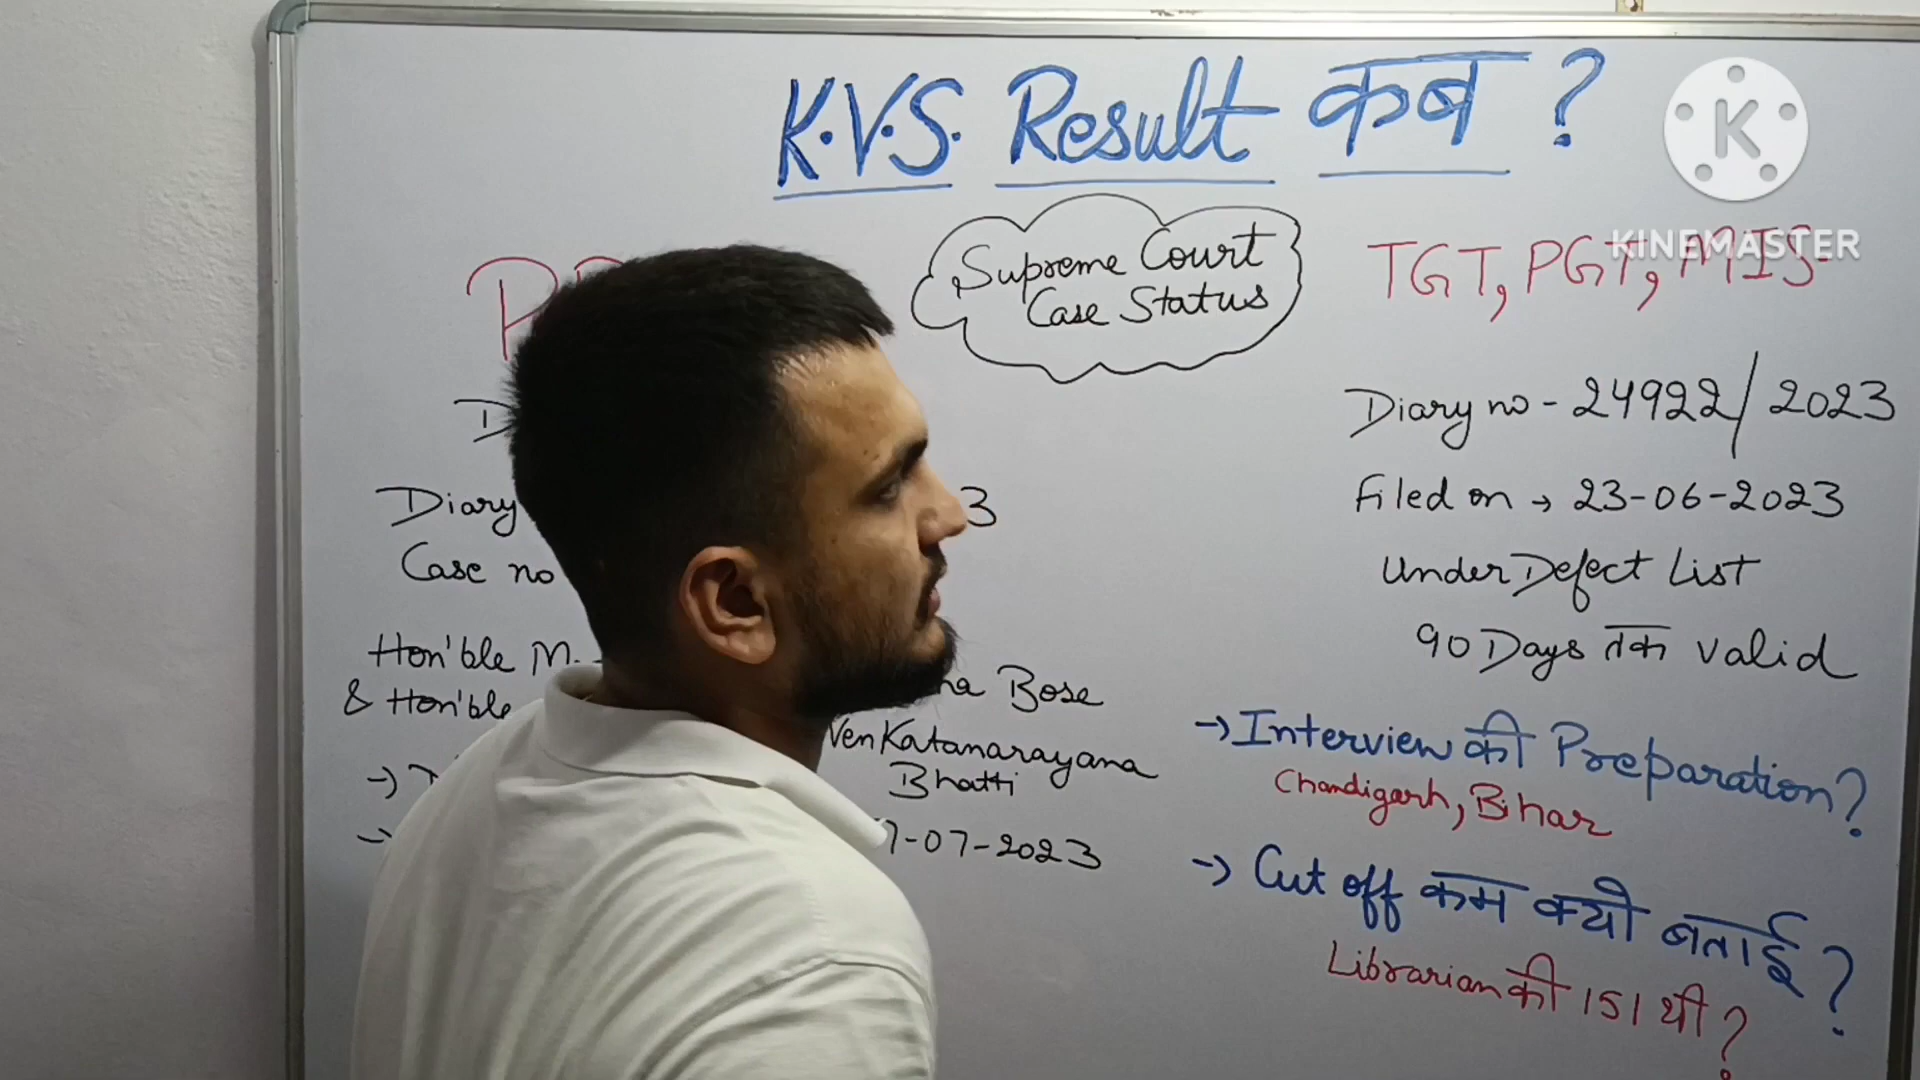 K.V.S. Result कब ?
K
KINEMASTER
Supreme Court
Case Status
TGT, PGT, MIS
Diary no - 24922/2023
Filed on → 23-06-2023
Under Defect List
90 Days तक valid
→ Interview की Preparation?
Chandigarh, Bihar
→ Cut off कम क्यों बताई ?
Librarian की 151 थी ?
Diary 3
Case no
Hon'ble M. Bose
& Hon'ble Venkatanarayana
Bhatti
→
→ 7-07-2023